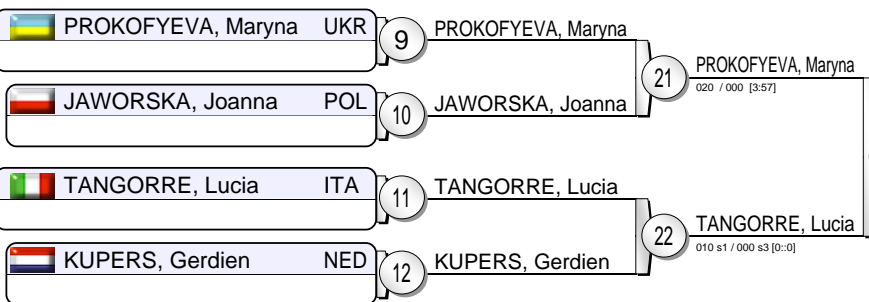 PROKOFYEVA, Maryna UKR
9
PROKOFYEVA, Maryna
21
PROKOFYEVA, Maryna
020 / 000 [3:57]
JAWORSKA, Joanna POL
10
JAWORSKA, Joanna
TANGORRE, Lucia ITA
11
TANGORRE, Lucia
22
TANGORRE, Lucia
010 s1 / 000 s3 [0::0]
KUPERS, Gerdien NED
12
KUPERS, Gerdien